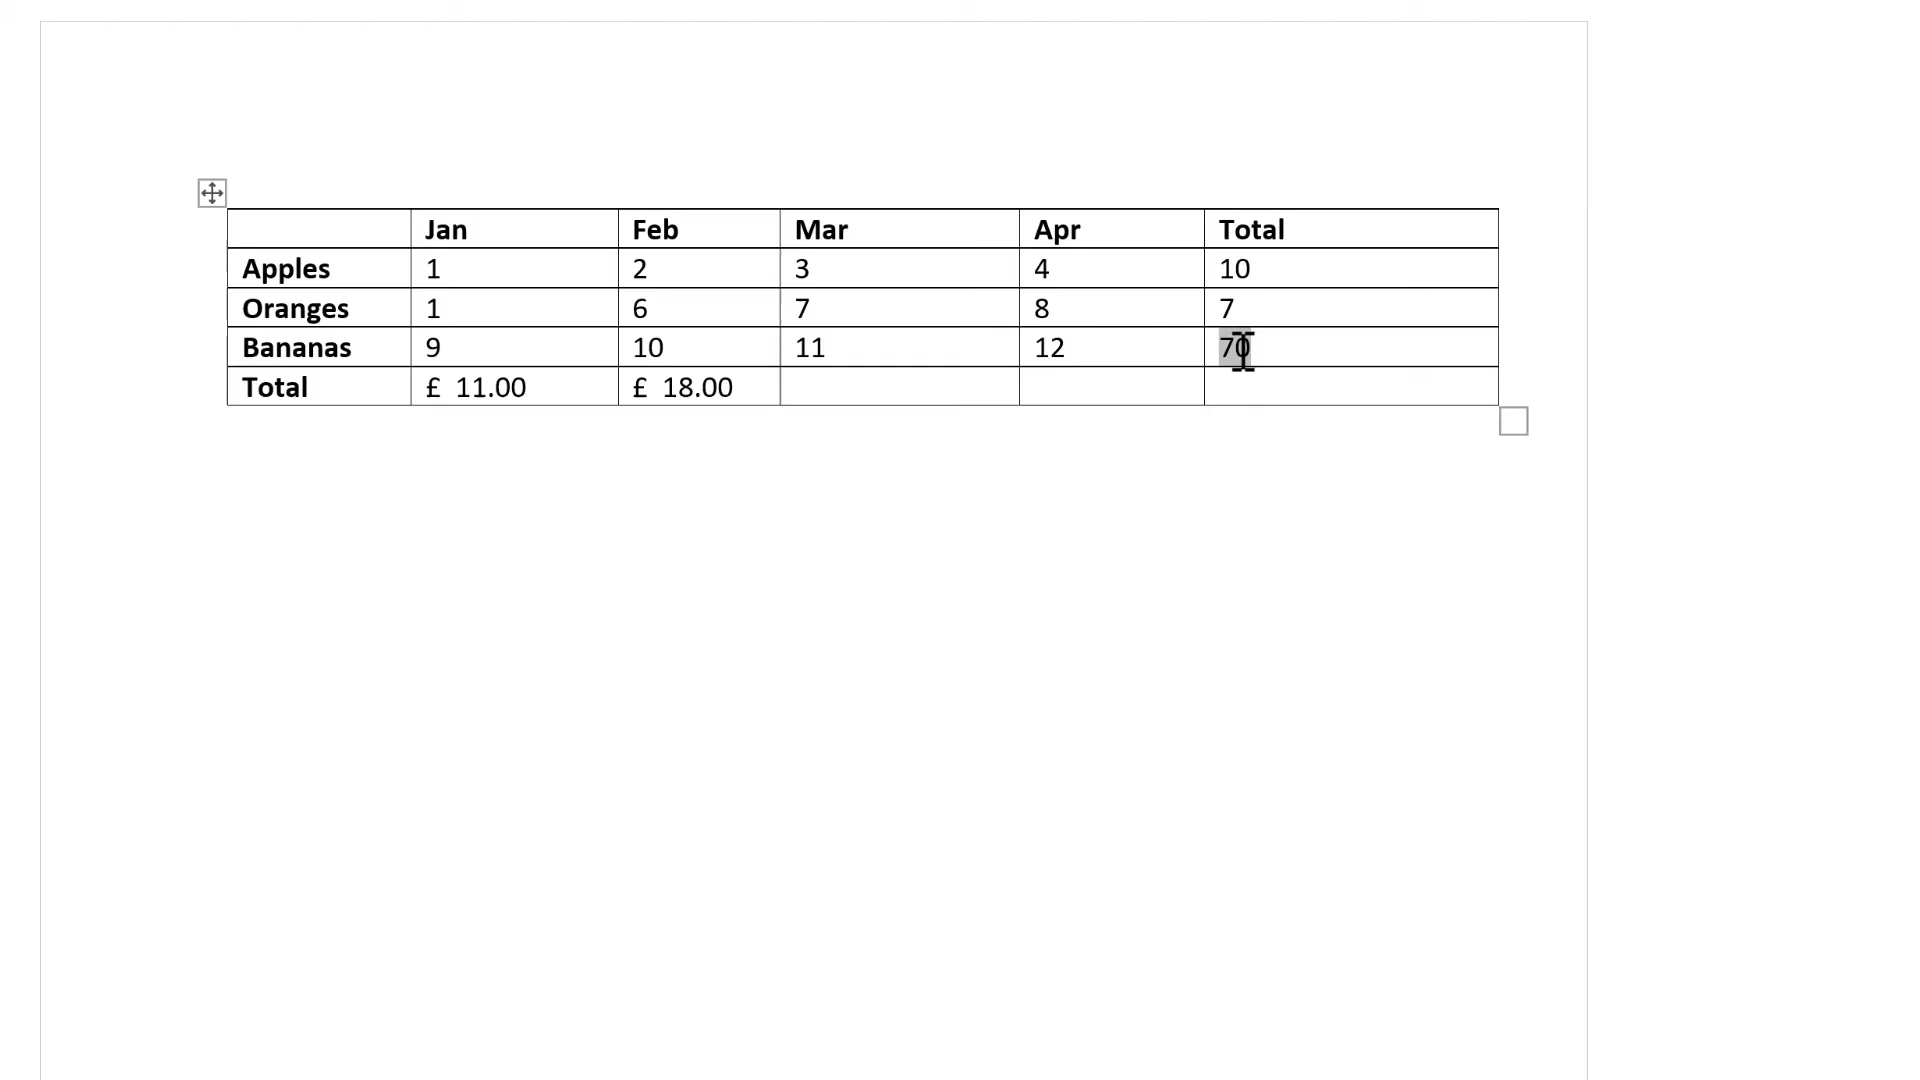 Jan Feb Mar Apr Total
Apples 1 2 3 4 10
Oranges 1 6 7 8 7
Bananas 9 10 11 12 70
Total £ 11.00 £ 18.00